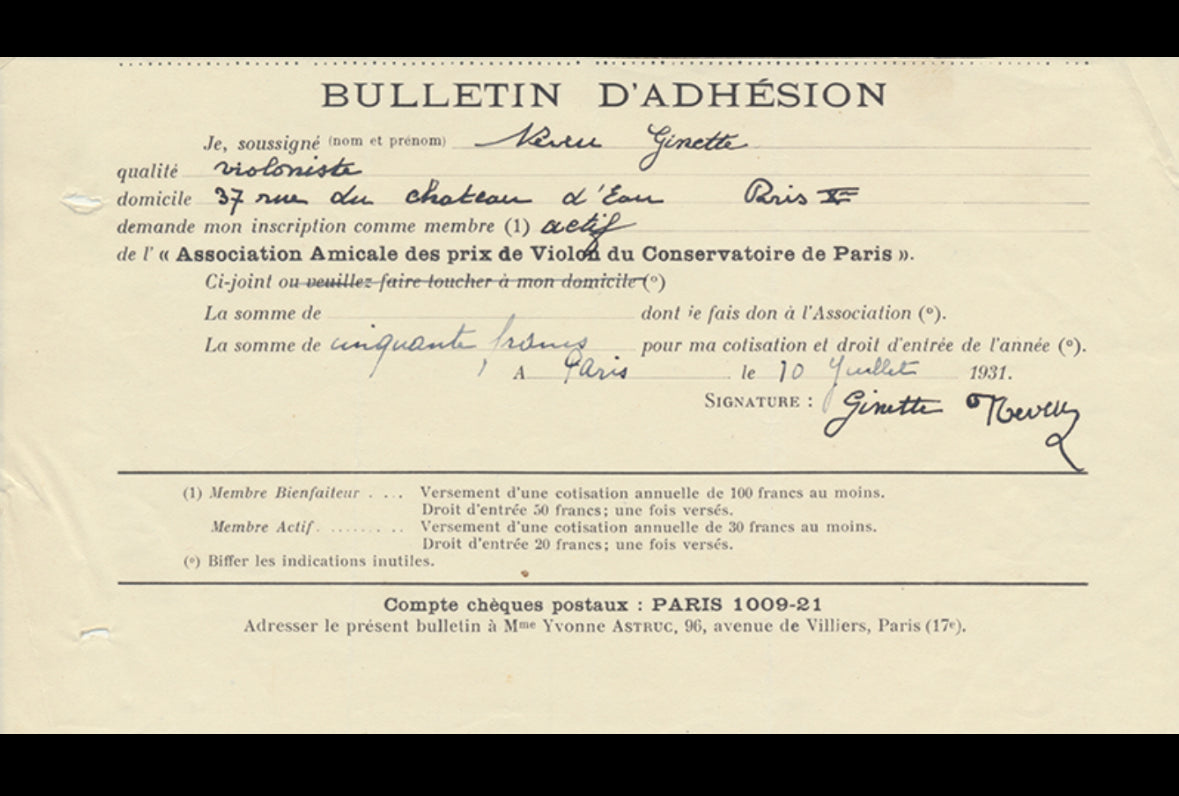 BULLETIN D'ADHÉSION
Je, soussigné (nom et prénom) Neveu Ginette
qualité violoniste
domicile 37 rue du chateau d'Eau Paris Xe
demande mon inscription comme membre (1) actif
de l' « Association Amicale des prix de Violon du Conservatoire de Paris ».
Ci-joint ou veuillez faire toucher à mon domicile (°)
La somme de dont je fais don à l'Association (°).
La somme de cinquante francs pour ma cotisation et droit d'entrée de l'année (°).
A Paris le 10 Juillet 1931.
SIGNATURE : Ginette Neveu
(1) Membre Bienfaiteur . ... Versement d'une cotisation annuelle de 100 francs au moins.
Droit d'entrée 50 francs; une fois versés.
Membre Actif. ......... Versement d'une cotisation annuelle de 30 francs au moins.
Droit d'entrée 20 francs; une fois versés.
(°) Biffer les indications inutiles.
Compte chèques postaux : PARIS 1009-21
Adresser le présent bulletin à Mme Yvonne ASTRUC, 96, avenue de Villiers, Paris (17e).